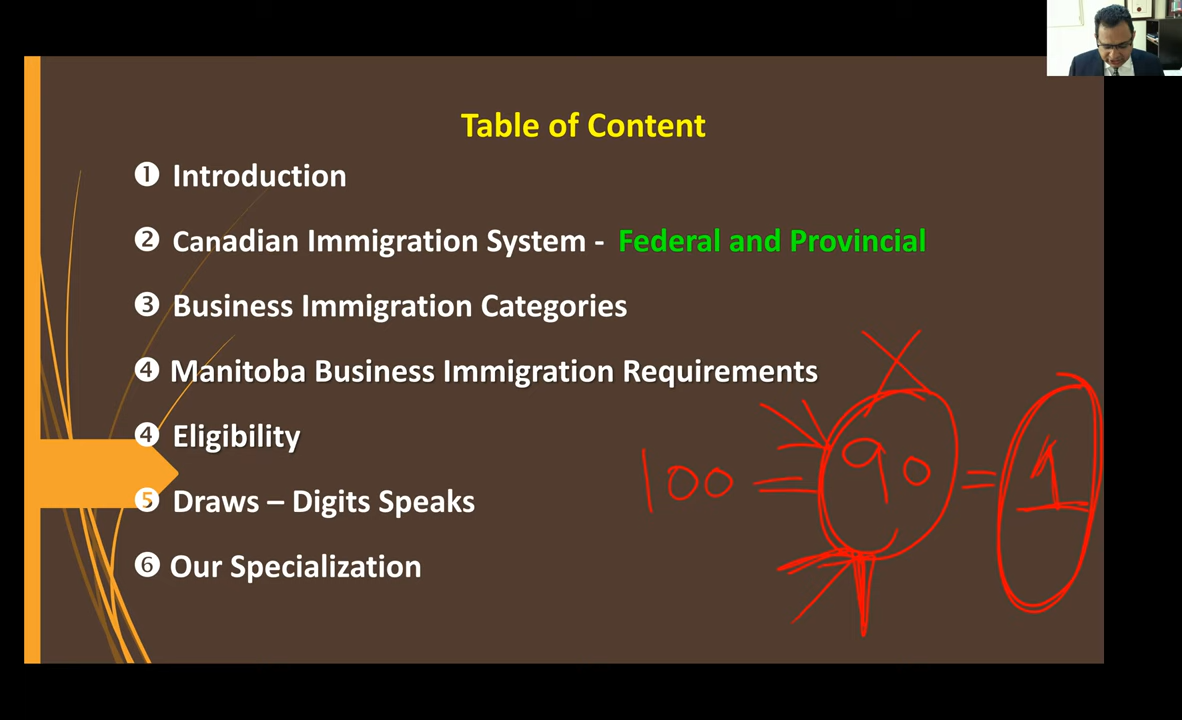 Table of Content
❶ Introduction
❷ Canadian Immigration System - Federal and Provincial
❸ Business Immigration Categories
❹ Manitoba Business Immigration Requirements
❹ Eligibility
❺ Draws – Digits Speaks
❻ Our Specialization
100 = 90 = 1